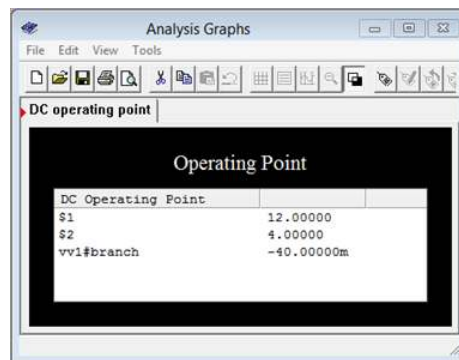 Analysis Graphs
File Edit View Tools
DC operating point
Operating Point
DC Operating Point
$1 12.00000
$2 4.00000
vv1#branch -40.00000m